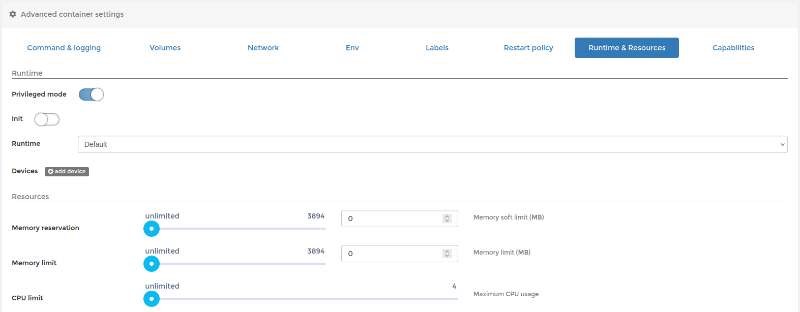 Advanced container settings
Command & logging Volumes Network Env Labels Restart policy Runtime & Resources Capabilities
Runtime
Privileged mode
Init
Runtime Default
Devices add device
Resources
unlimited 3894
Memory reservation 0 Memory soft limit (MB)
unlimited 3894
Memory limit 0 Memory limit (MB)
unlimited 4
CPU limit Maximum CPU usage